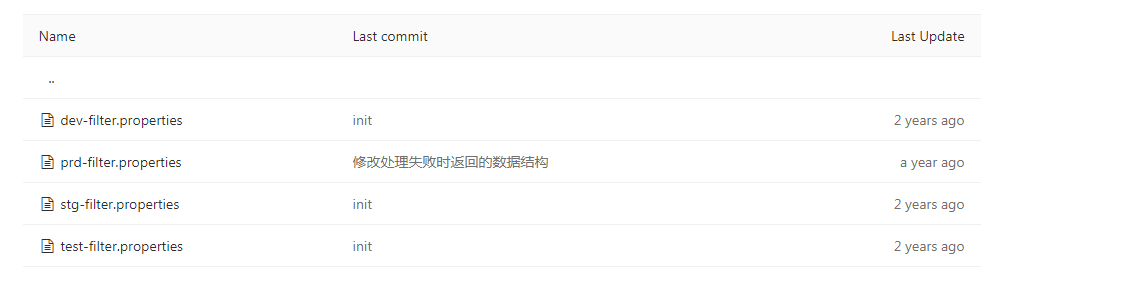 Name Last commit Last Update
..
dev-filter.properties init 2 years ago
prd-filter.properties 修改处理失败时返回的数据结构 a year ago
stg-filter.properties init 2 years ago
test-filter.properties init 2 years ago